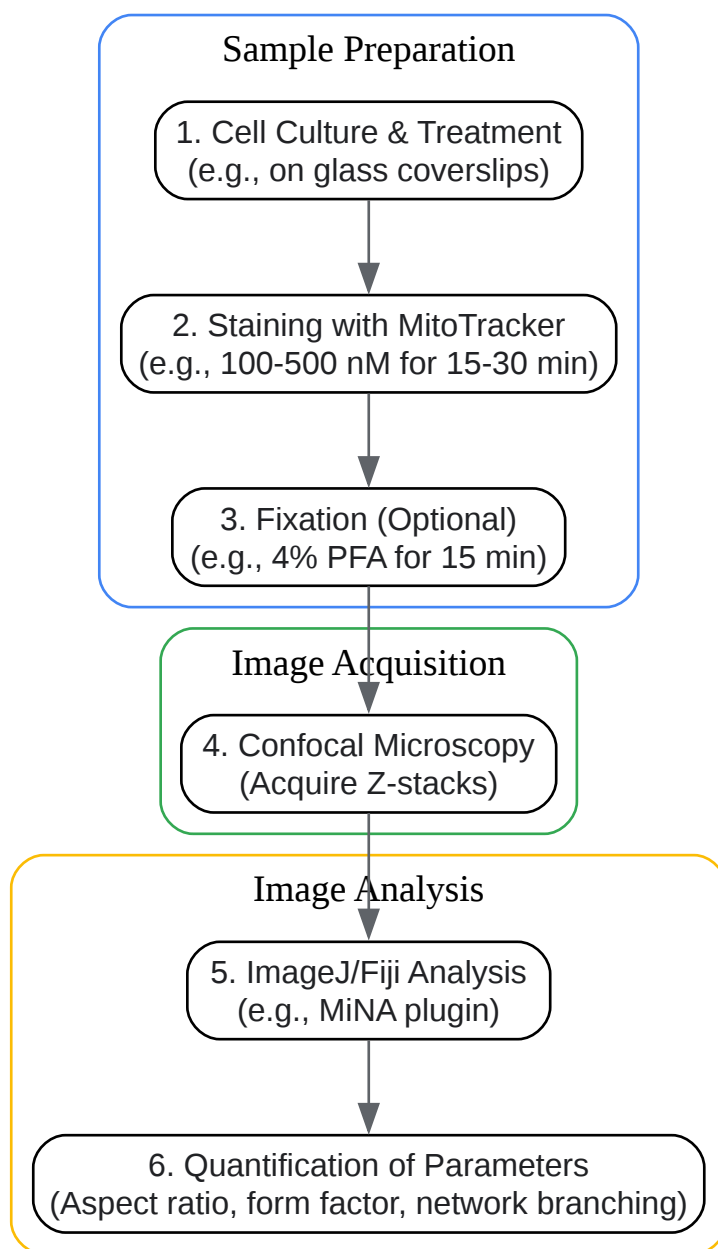 Sample Preparation
1. Cell Culture & Treatment
(e.g., on glass coverslips)
2. Staining with MitoTracker
(e.g., 100-500 nM for 15-30 min)
3. Fixation (Optional)
(e.g., 4% PFA for 15 min)
Image Acquisition
4. Confocal Microscopy
(Acquire Z-stacks)
Image Analysis
5. ImageJ/Fiji Analysis
(e.g., MiNA plugin)
6. Quantification of Parameters
(Aspect ratio, form factor, network branching)